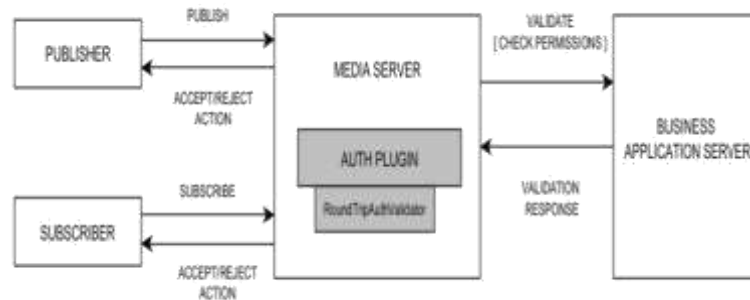 PUBLISH
PUBLISHER
ACCEPT/REJECT
ACTION
SUBSCRIBE
SUBSCRIBER
ACCEPT/REJECT
ACTION
MEDIA SERVER
AUTH PLUGIN
RoundTripAuthValidator
VALIDATE
[ CHECK PERMISSIONS ]
VALIDATION
RESPONSE
BUSINESS
APPLICATION SERVER